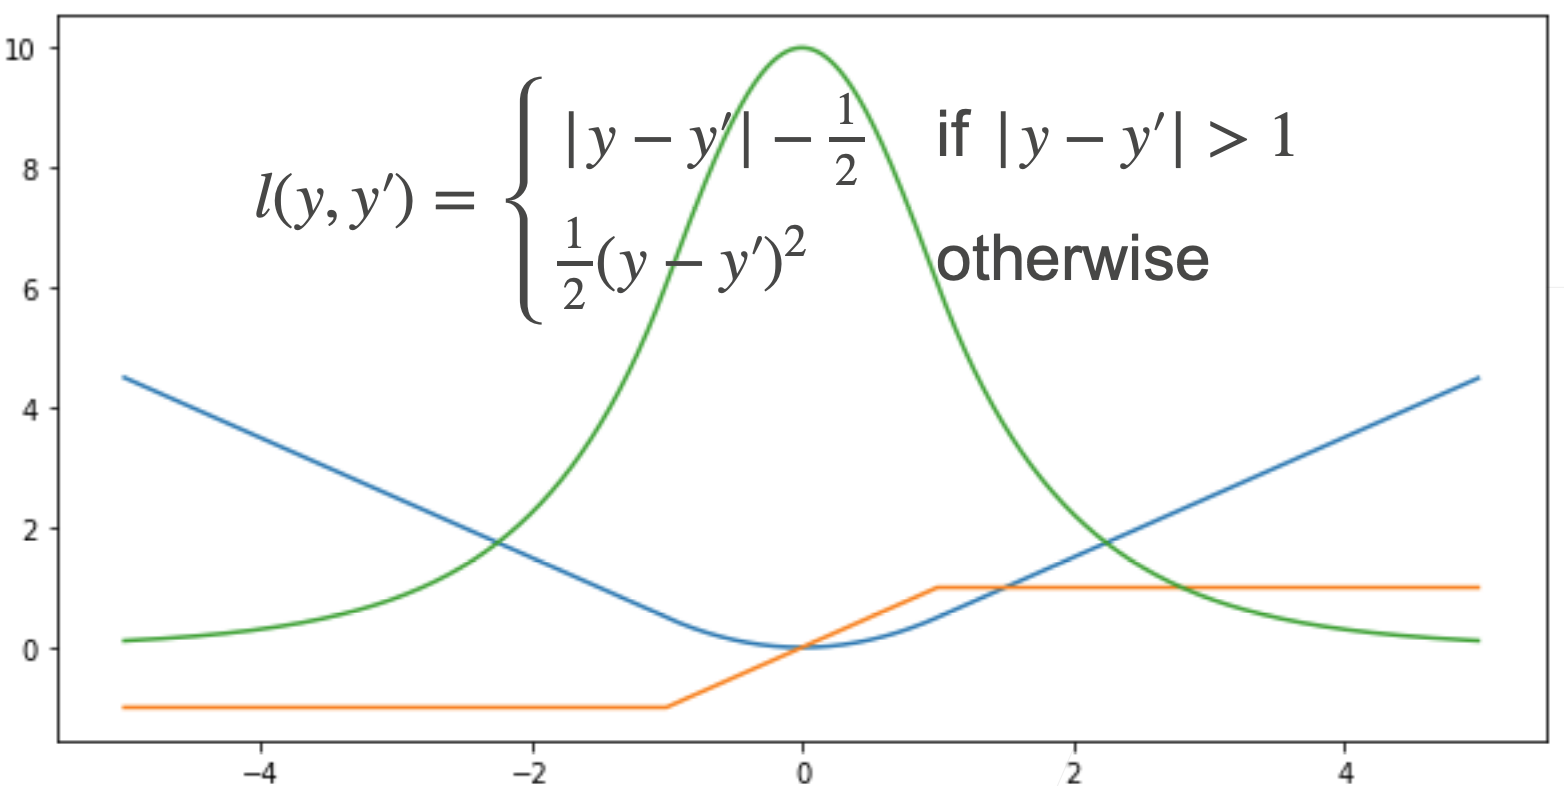 10
|y − y′| − 1/2 if |y − y′| > 1
8
l(y, y′) = {
1/2(y − y′)² otherwise
6
4
2
0
−4 −2 0 2 4